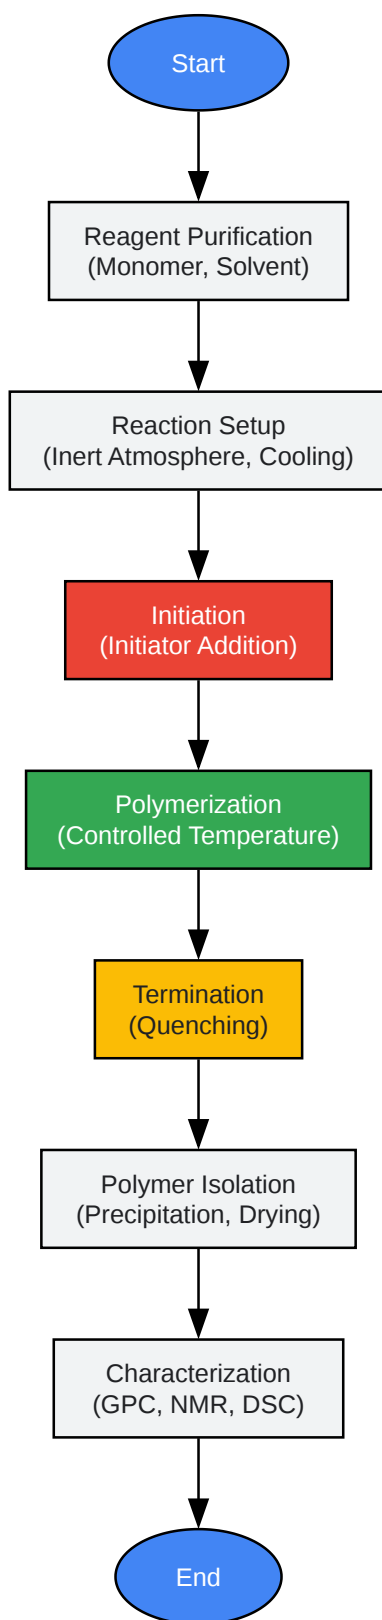 Start
Reagent Purification
(Monomer, Solvent)
Reaction Setup
(Inert Atmosphere, Cooling)
Initiation
(Initiator Addition)
Polymerization
(Controlled Temperature)
Termination
(Quenching)
Polymer Isolation
(Precipitation, Drying)
Characterization
(GPC, NMR, DSC)
End